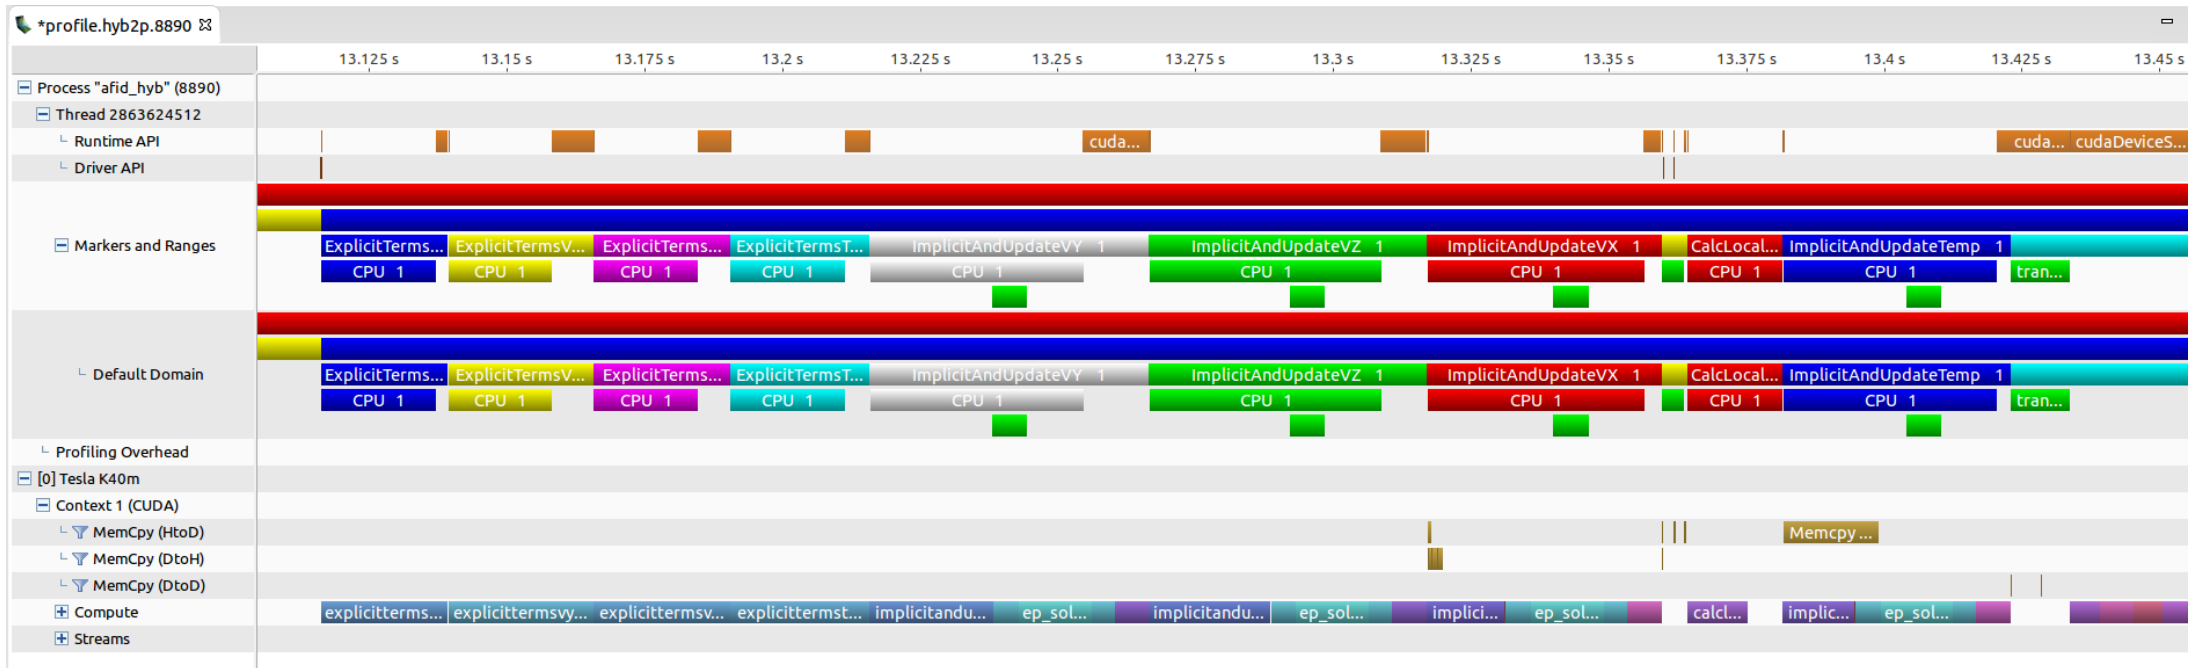 *profile.hyb2p.8890
13.125 s 13.15 s 13.175 s 13.2 s 13.225 s 13.25 s 13.275 s 13.3 s 13.325 s 13.35 s 13.375 s 13.4 s 13.425 s 13.45 s
Process "afid_hyb" (8890)
Thread 2863624512
Runtime API cuda... cuda... cudaDeviceS...
Driver API
Markers and Ranges
ExplicitTerms... ExplicitTermsV... ExplicitTerms... ExplicitTermsT... ImplicitAndUpdateVY 1 ImplicitAndUpdateVZ 1 ImplicitAndUpdateVX 1 CalcLocal... ImplicitAndUpdateTemp 1
CPU 1 CPU 1 CPU 1 CPU 1 CPU 1 CPU 1 CPU 1 CPU 1 CPU 1 tran...
Default Domain
ExplicitTerms... ExplicitTermsV... ExplicitTerms... ExplicitTermsT... ImplicitAndUpdateVY 1 ImplicitAndUpdateVZ 1 ImplicitAndUpdateVX 1 CalcLocal... ImplicitAndUpdateTemp 1
CPU 1 CPU 1 CPU 1 CPU 1 CPU 1 CPU 1 CPU 1 CPU 1 CPU 1 tran...
Profiling Overhead
[0] Tesla K40m
Context 1 (CUDA)
MemCpy (HtoD) Memcpy ...
MemCpy (DtoH)
MemCpy (DtoD)
Compute explicitterms... explicittermsvy... explicittermsv... explicittermst... implicitandu... ep_sol... implicitandu... ep_sol... implici... ep_sol... calcl... implic... ep_sol...
Streams